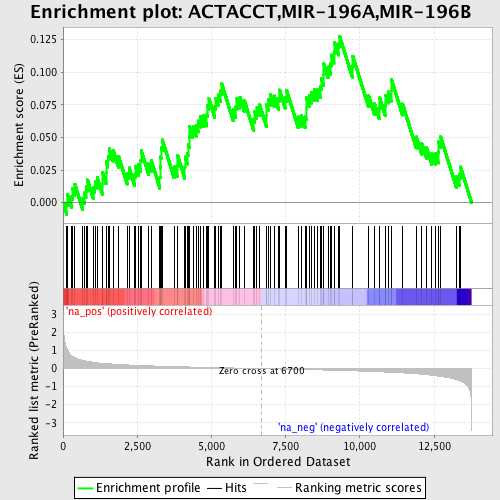 Enrichment plot: ACTACCT,MIR-196A,MIR-196B
Enrichment score (ES)
0.125
0.100
0.075
0.050
0.025
0.000
Ranked list metric (PreRanked)
'na_pos' (positively correlated)
3
2
1
0
-1
-2
-3
Zero cross at 6700
'na_neg' (negatively correlated)
0 2,500 5,000 7,500 10,000 12,500
Rank in Ordered Dataset
Enrichment profile Hits Ranking metric scores